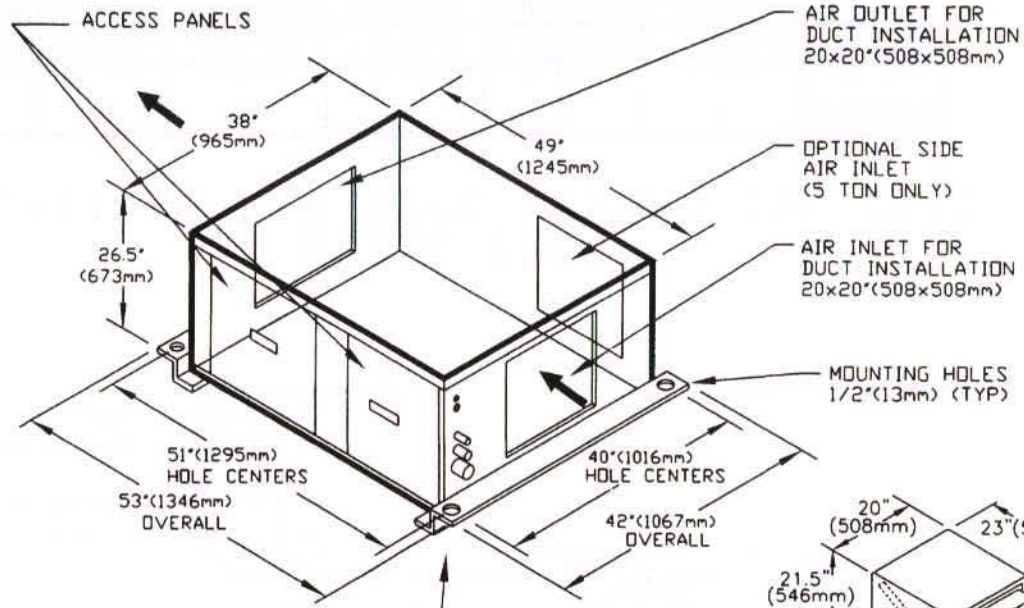 ACCESS PANELS
AIR OUTLET FOR
DUCT INSTALLATION
20x20"(508x508mm)
38"
(965mm)
49"
(1245mm)
OPTIONAL SIDE
AIR INLET
(5 TON ONLY)
26.5"
(673mm)
AIR INLET FOR
DUCT INSTALLATION
20x20"(508x508mm)
MOUNTING HOLES
1/2"(13mm) (TYP)
51"(1295mm)
HOLE CENTERS
53"(1346mm)
OVERALL
40"(1016mm)
HOLE CENTERS
42"(1067mm)
OVERALL
20"
(508mm)
23"(
21.5"
(546mm)